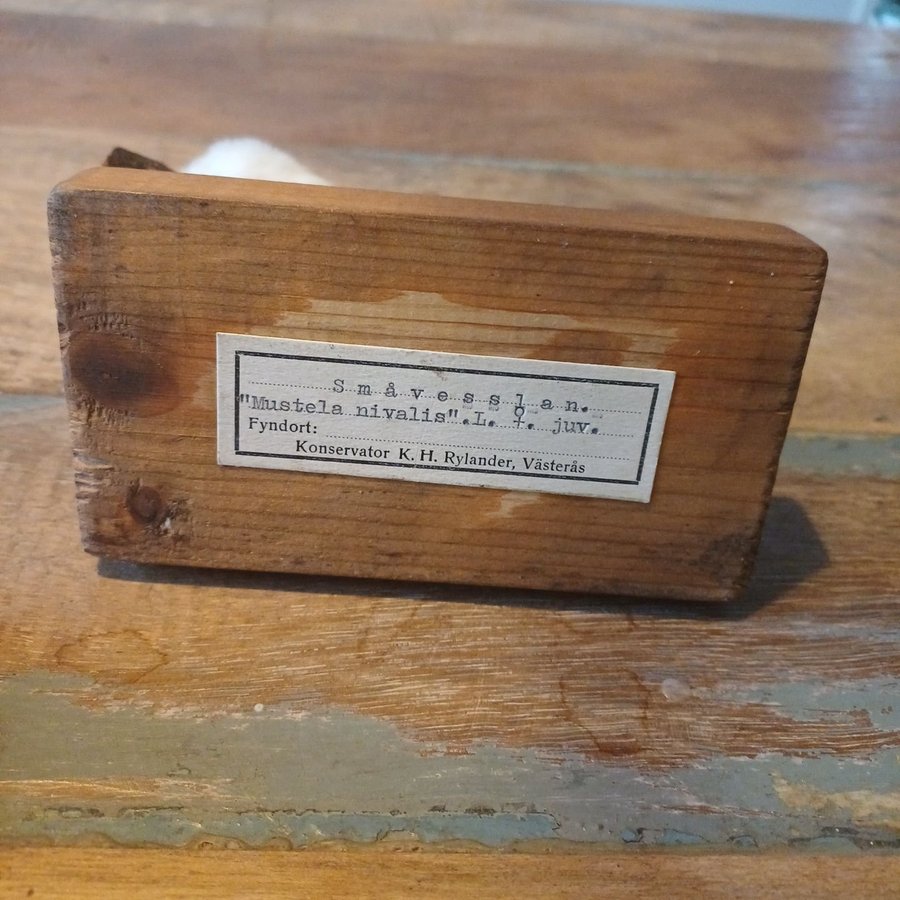 Småvesslan.
"Mustela nivalis".L. ♀. juv.
Fyndort:
Konservator K. H. Rylander, Västerås